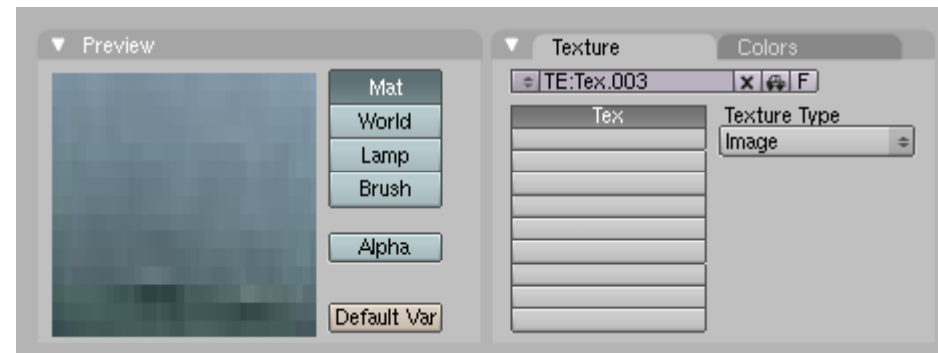 Preview
Mat
World
Lamp
Brush
Alpha
Default Var
Texture Colors
TE:Tex.003 X F
Tex
Texture Type
Image